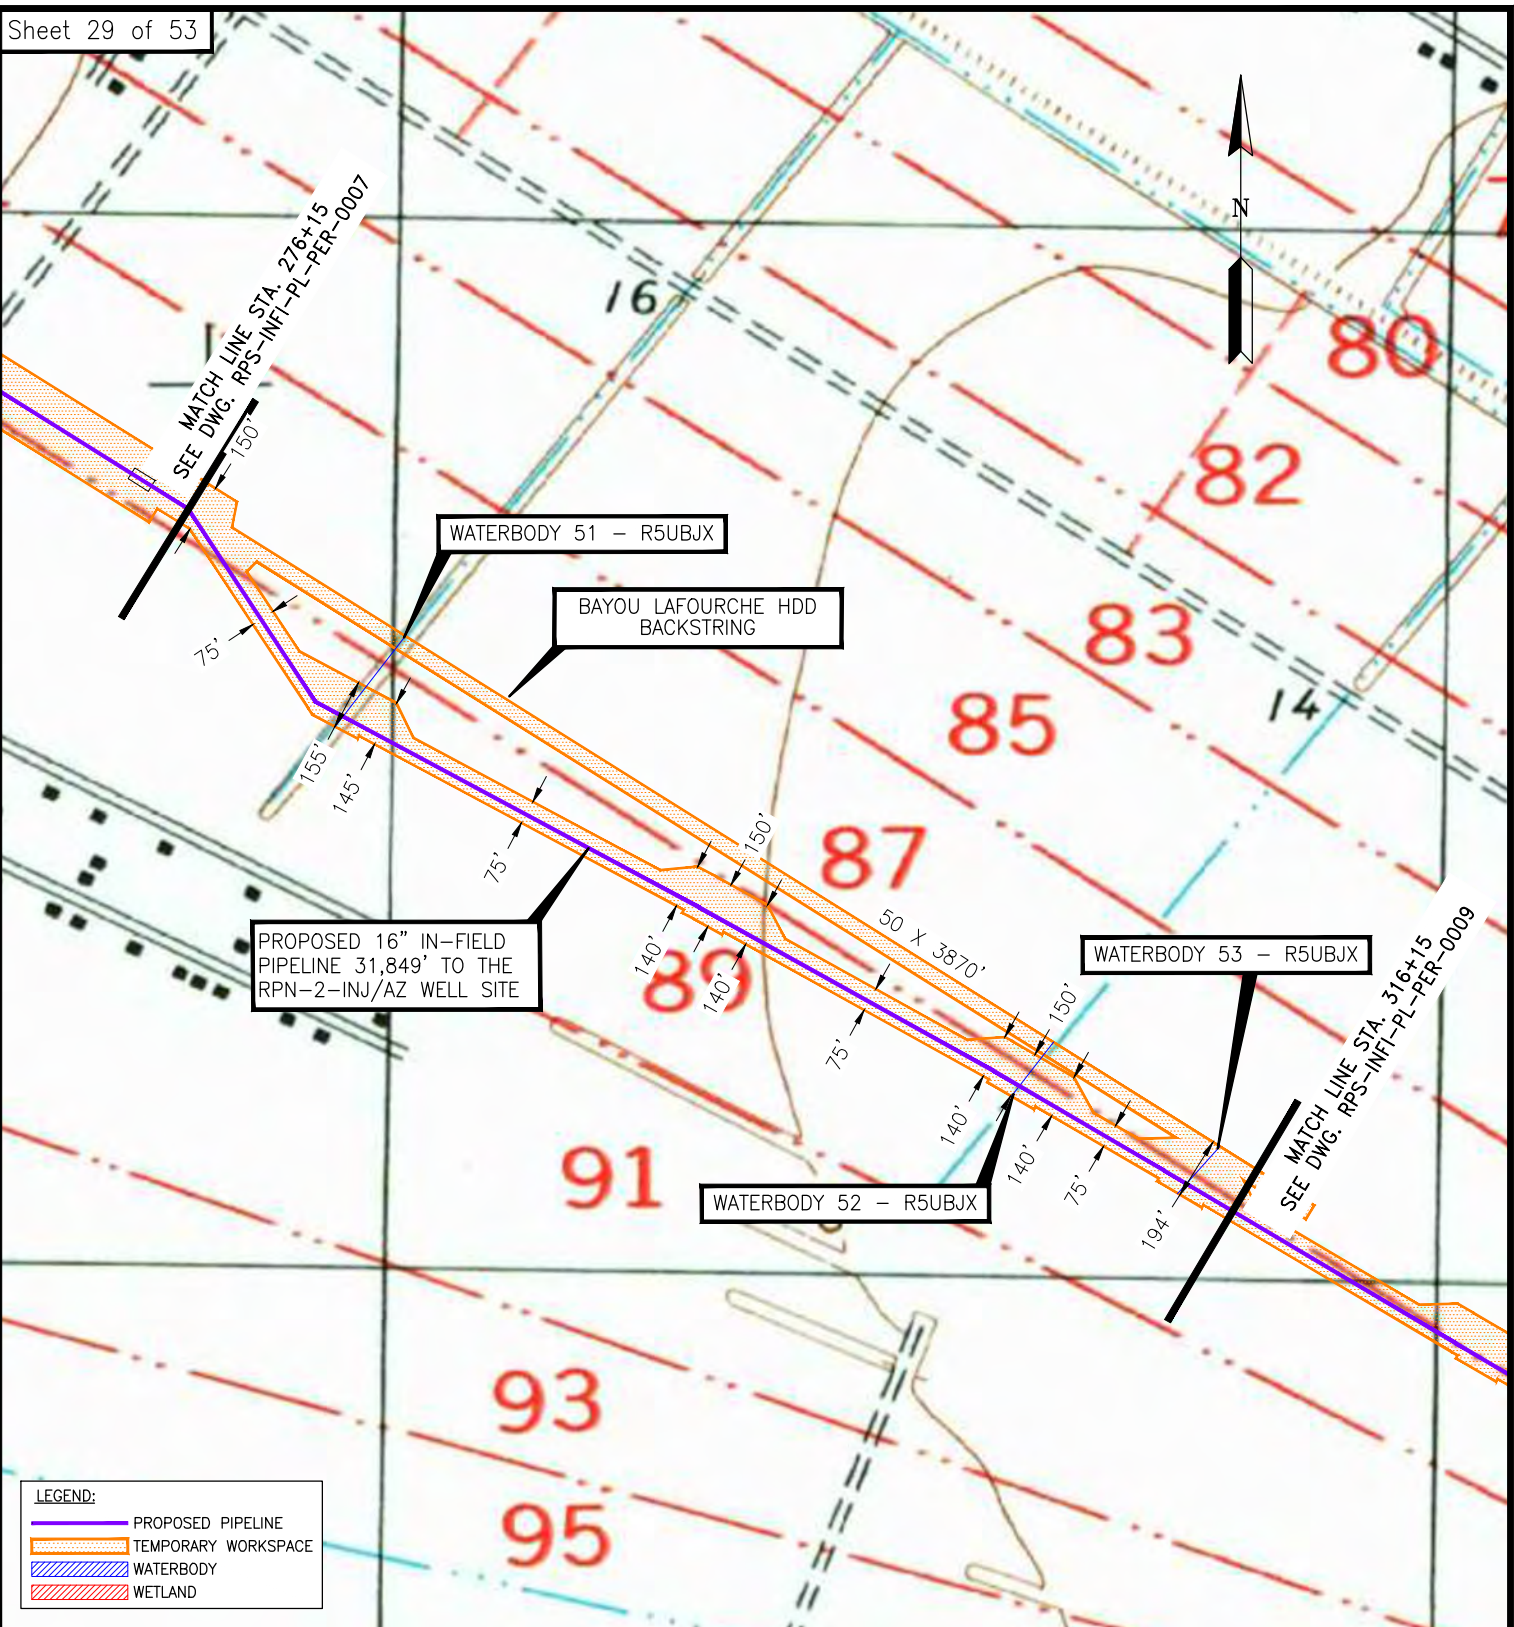 Sheet 29 of 53
MATCH LINE STA. 276+15
SEE DWG. RPS-INFI-PL-PER-0007
150'
16
N
80
82
WATERBODY 51 - R5UBJX
BAYOU LAFOURCHE HDD
BACKSTRING
83
75'
85
14
155'
145'
75'
150'
87
50 X 3870'
PROPOSED 16" IN-FIELD
PIPELINE 31,849' TO THE
RPN-2-INJ/AZ WELL SITE
140'
89
140'
WATERBODY 53 - R5UBJX
75'
150'
MATCH LINE STA. 316+15
SEE DWG. RPS-INFI-PL-PER-0009
140'
140'
75'
91
WATERBODY 52 - R5UBJX
194'
93
95
LEGEND:
PROPOSED PIPELINE
TEMPORARY WORKSPACE
WATERBODY
WETLAND